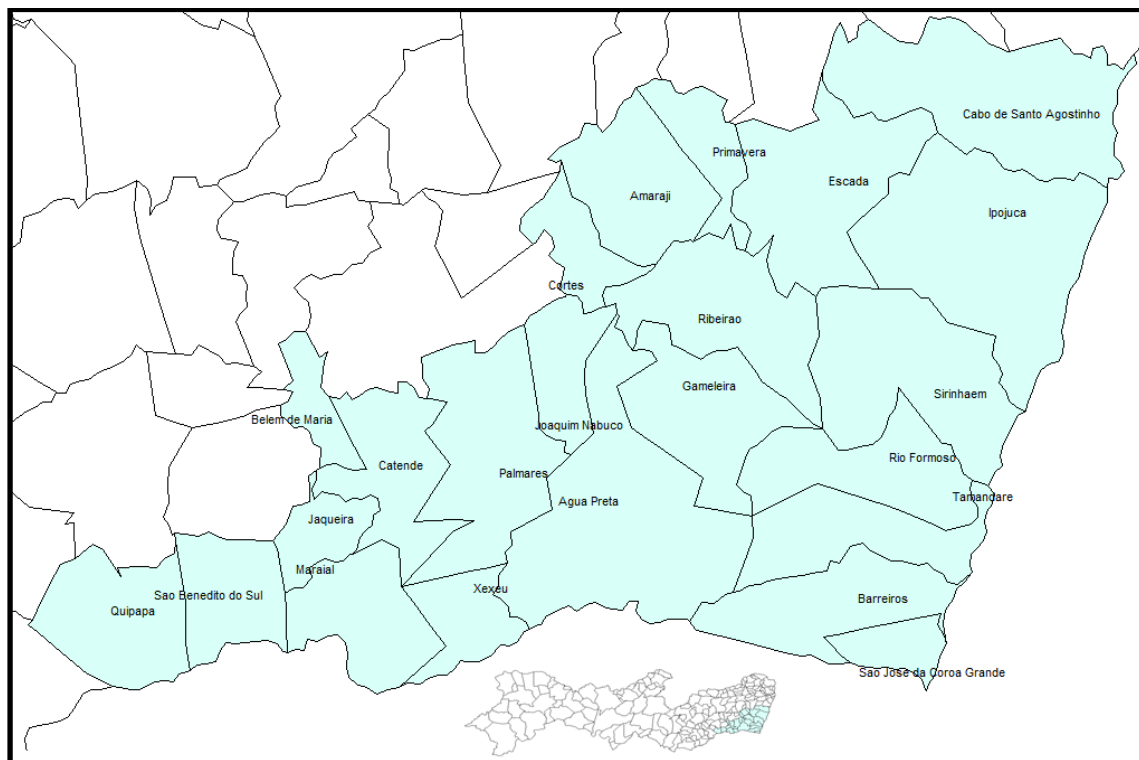 Cabo de Santo Agostinho
Primavera
Escada
Amaraji
Ipojuca
Cortes
Ribeirao
Gameleira
Sirinhaem
Belem de Maria
Joaquim Nabuco
Rio Formoso
Catende
Palmares
Tamandare
Agua Preta
Jaqueira
Maraial
Xexeu
Sao Benedito do Sul
Barreiros
Quipapa
Sao Jose da Coroa Grande